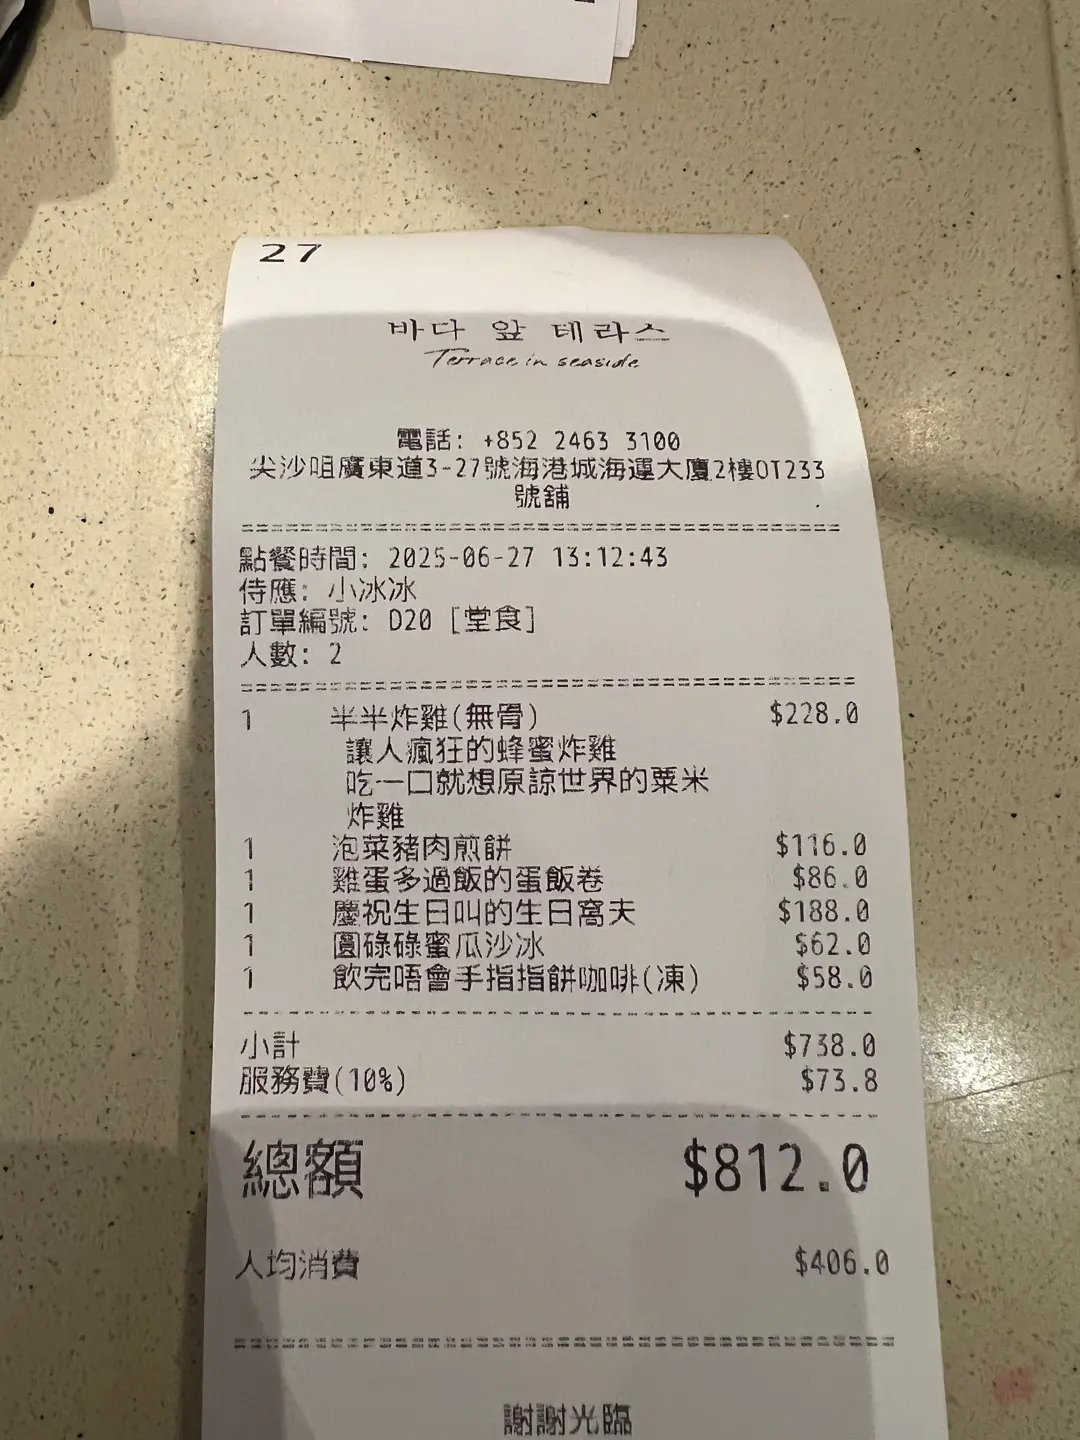 27
바다 앞 테라스
Terrace in seaside
電話: +852 2463 3100
尖沙咀廣東道3-27號海港城海運大廈2樓OT233
號舖
點餐時間: 2025-06-27 13:12:43
侍應: 小冰冰
訂單編號: D20 [堂食]
人數: 2
1 半半炸雞(無骨) $228.0
讓人瘋狂的蜂蜜炸雞
吃一口就想原諒世界的粟米
炸雞
1 泡菜豬肉煎餅 $116.0
1 雞蛋多過飯的蛋飯卷 $86.0
1 慶祝生日叫的生日窩夫 $188.0
1 圓碌碌蜜瓜沙冰 $62.0
1 飲完唔會手指指餅咖啡(凍) $58.0
小計 $738.0
服務費(10%) $73.8
總額 $812.0
人均消費 $406.0
謝謝光臨